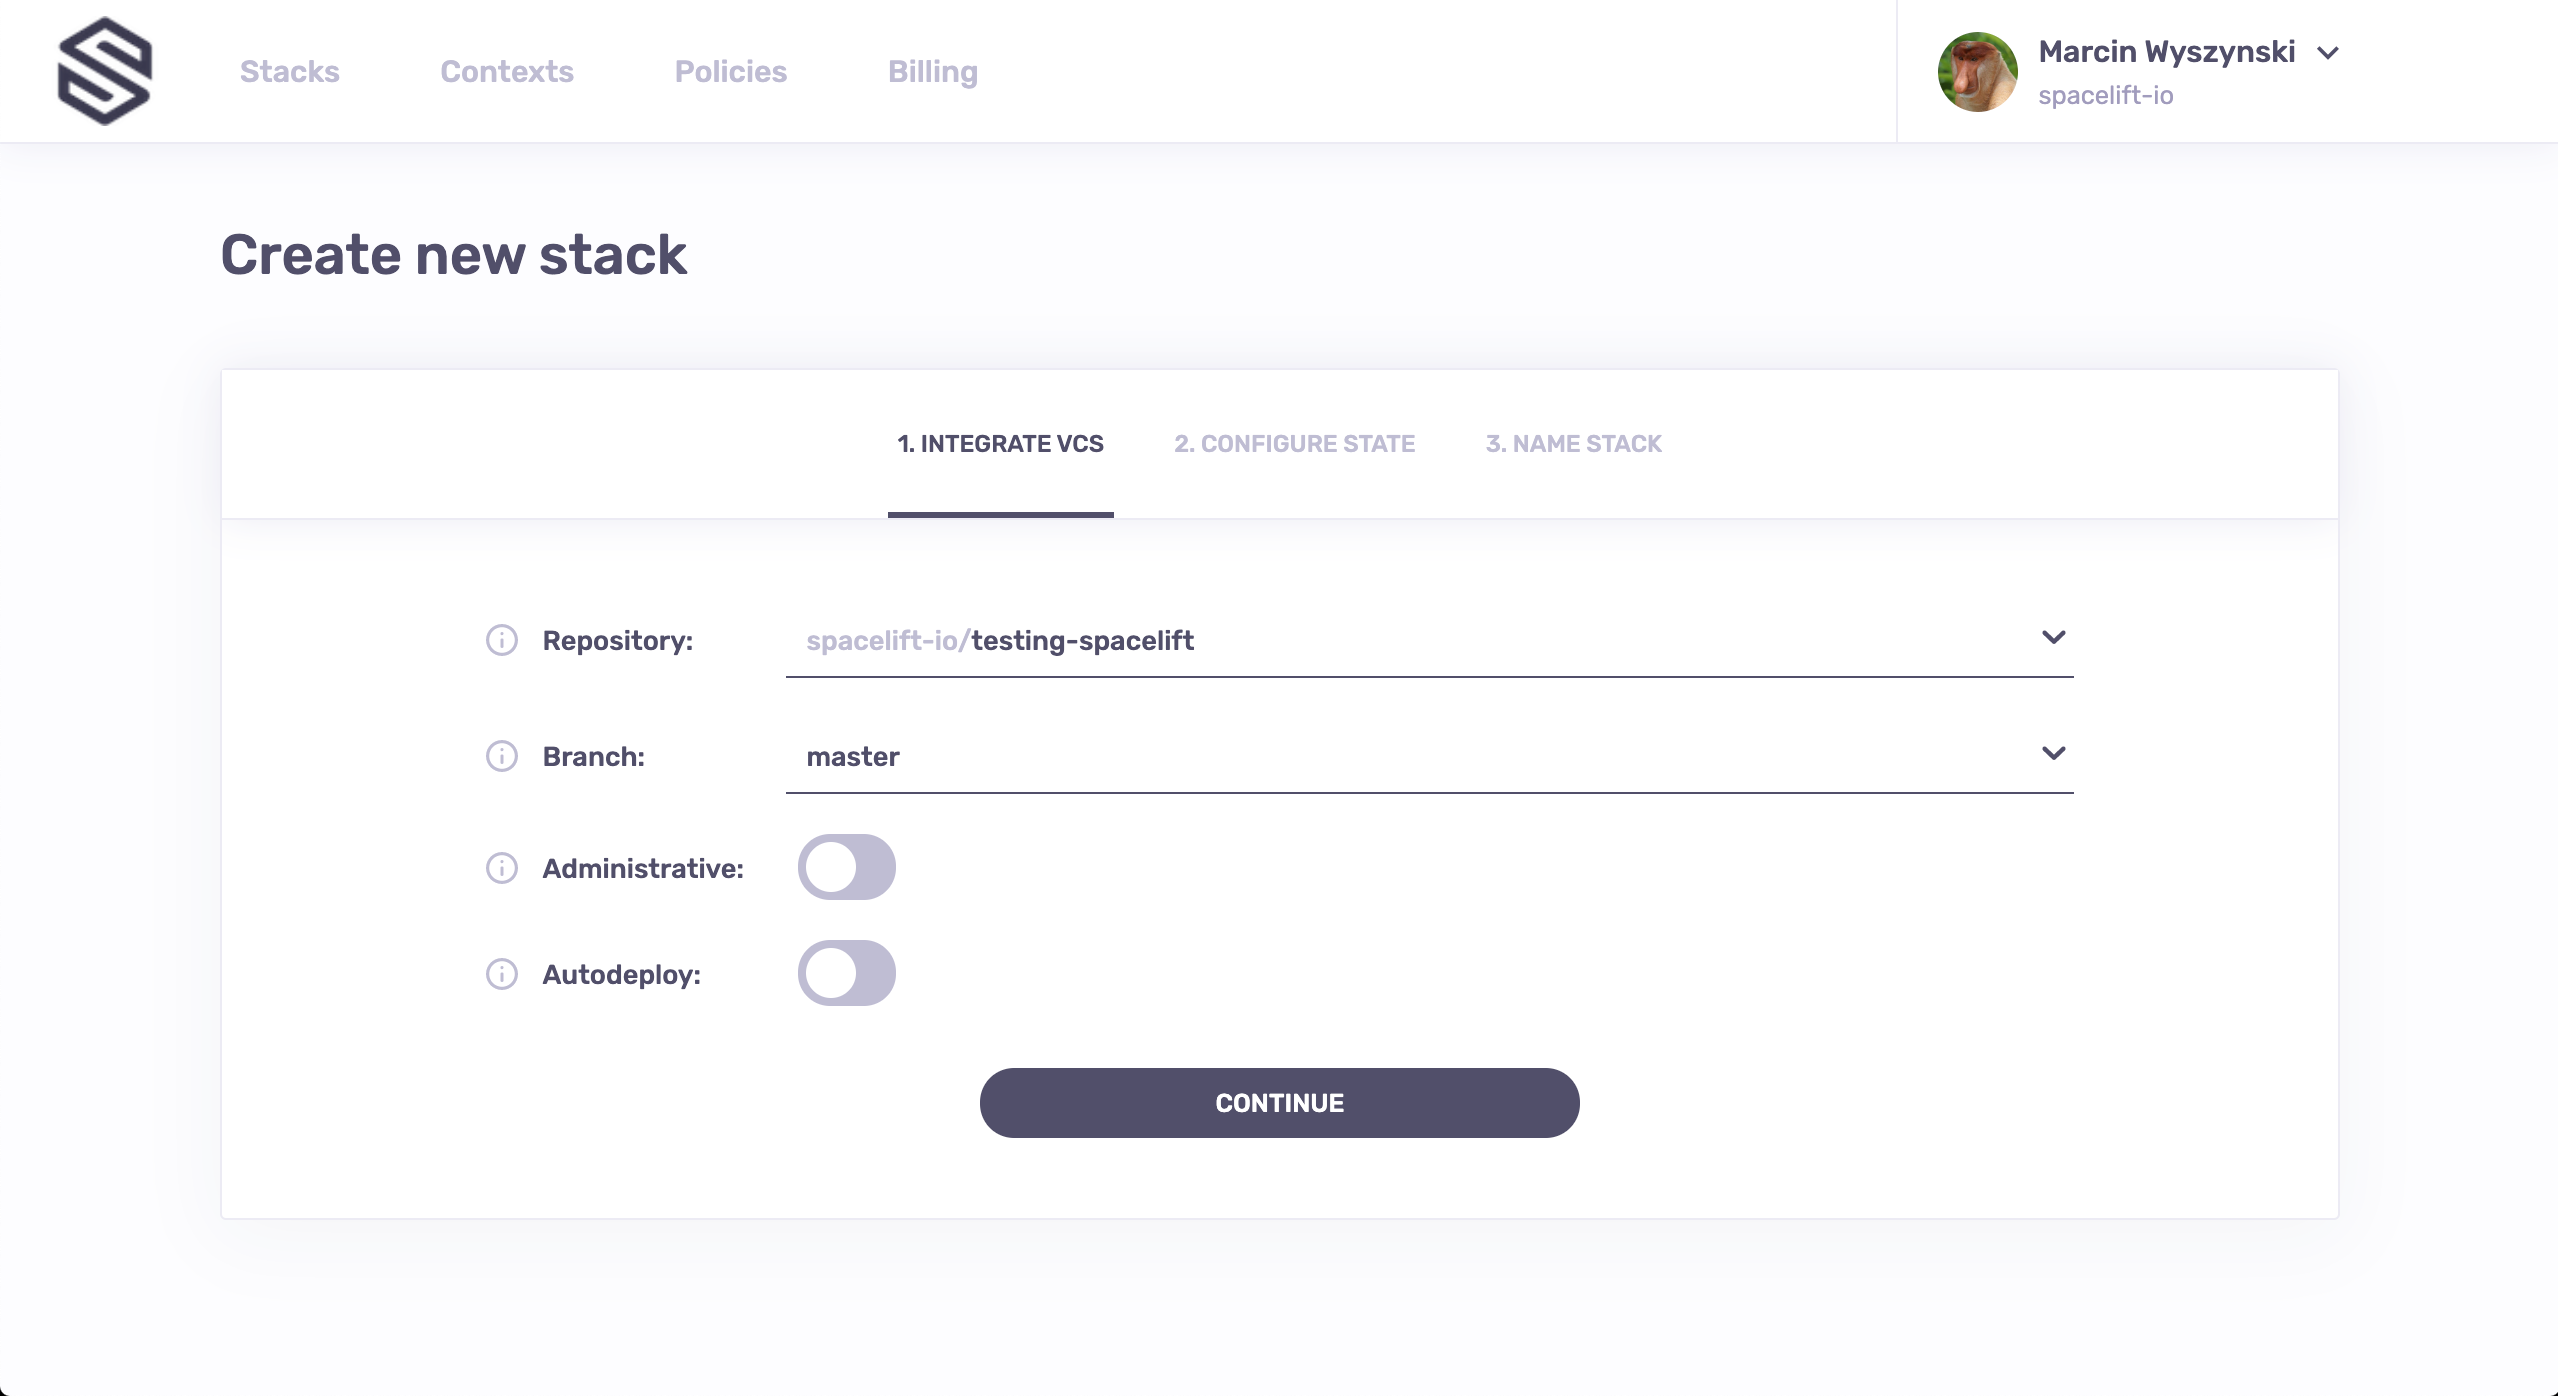 Stacks Contexts Policies Billing
Marcin Wyszynski
spacelift-io
Create new stack
1. INTEGRATE VCS 2. CONFIGURE STATE 3. NAME STACK
Repository: spacelift-io/testing-spacelift
Branch: master
Administrative:
Autodeploy:
CONTINUE